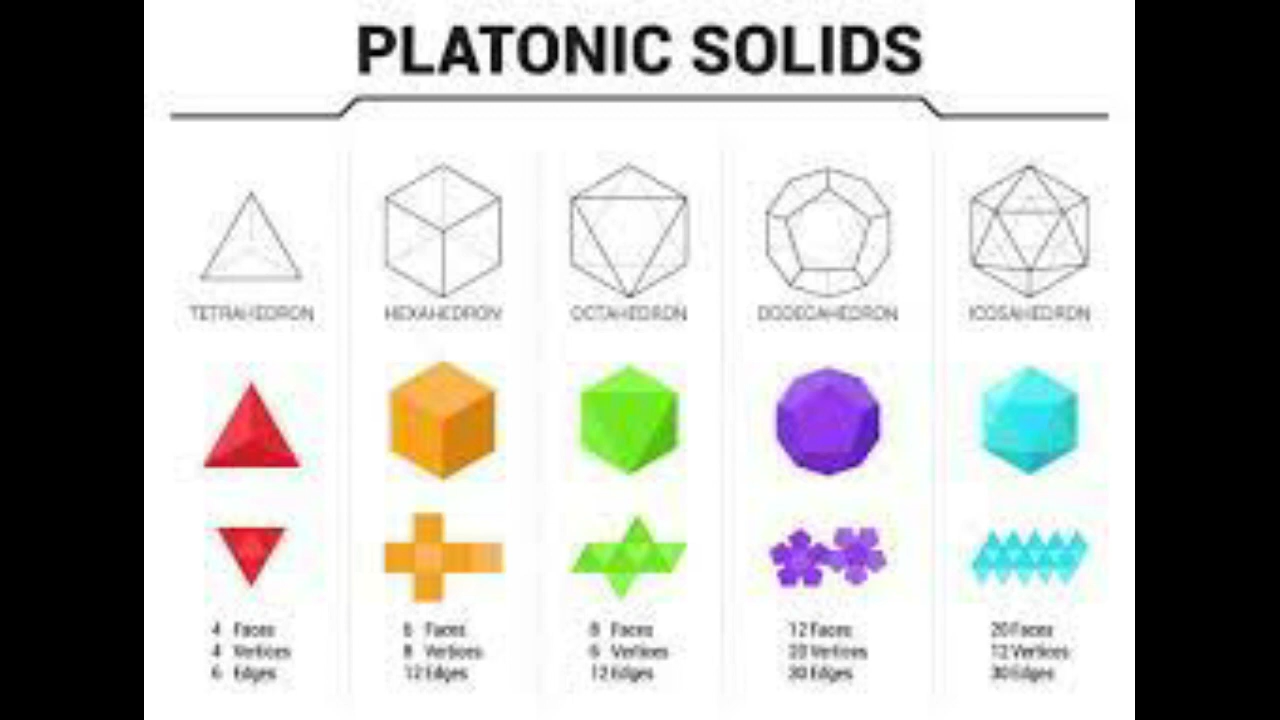 PLATONIC SOLIDS
TETRAHEDRON
HEXAHEDRON
OCTAHEDRON
DODECAHEDRON
ICOSAHEDRON
4 Faces
4 Vertices
6 Edges
6 Faces
8 Vertices
12 Edges
8 Faces
6 Vertices
12 Edges
12 Faces
20 Vertices
30 Edges
20 Faces
12 Vertices
30 Edges